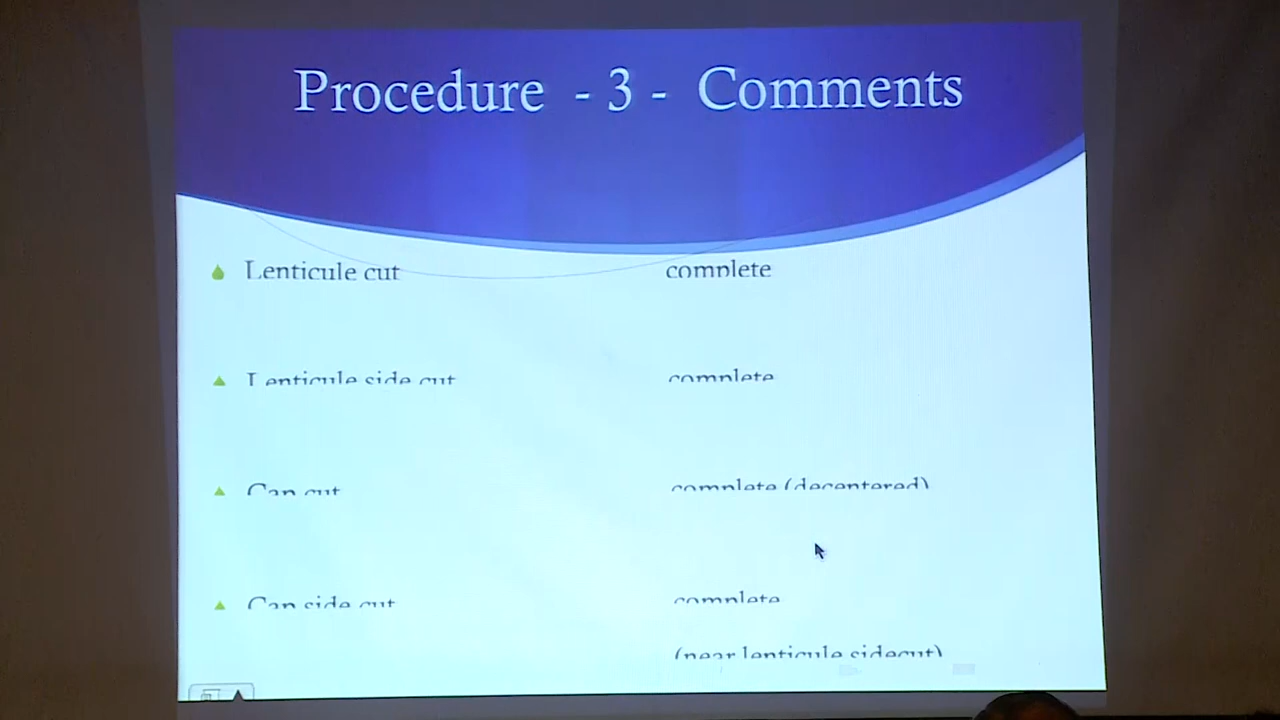 Procedure - 3 - Comments
Lenticule cut complete
Lenticule side cut complete
Cap cut complete (decentered)
Cap side cut complete
(near lenticule sidecut)